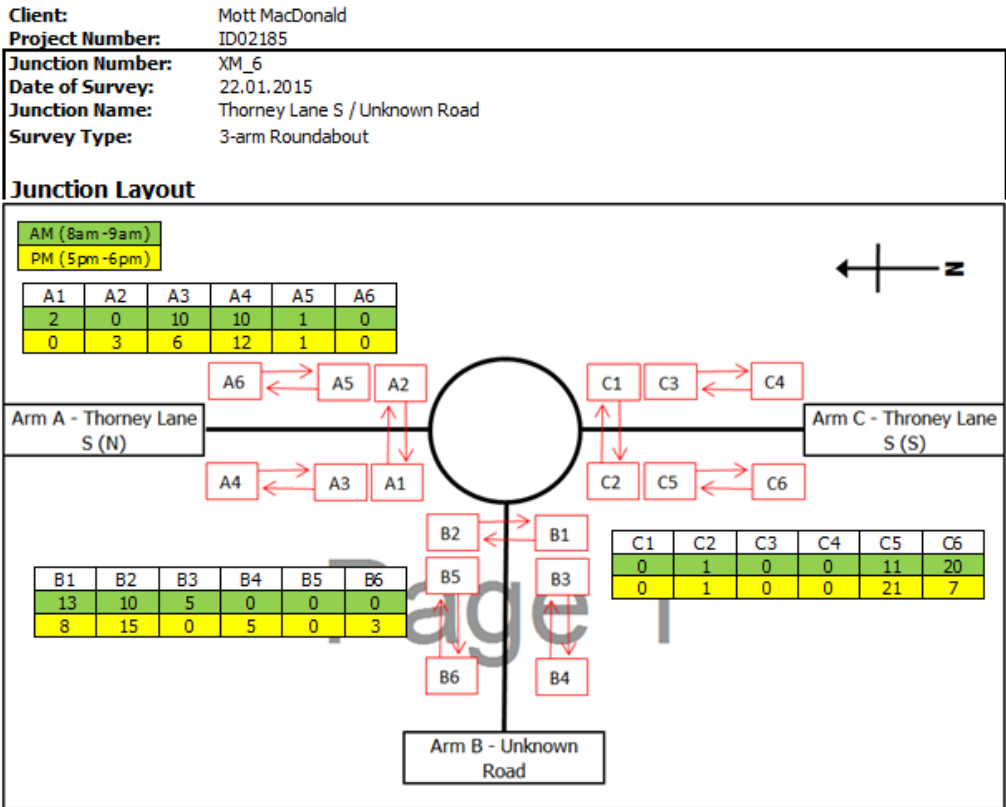 Client: Mott MacDonald
Project Number: ID02185
Junction Number: XM_6
Date of Survey: 22.01.2015
Junction Name: Thorney Lane S / Unknown Road
Survey Type: 3-arm Roundabout
Junction Layout
AM (8am-9am)
PM (5pm-6pm)
N
A1 A2 A3 A4 A5 A6
2 0 10 10 1 0
0 3 6 12 1 0
A6 A5 A2 C1 C3 C4
Arm A - Thorney Lane
S (N)
Arm C - Throney Lane
S (S)
A4 A3 A1 C2 C5 C6
B2 B1
C1 C2 C3 C4 C5 C6
0 1 0 0 11 20
0 1 0 0 21 7
B1 B2 B3 B4 B5 B6
13 10 5 0 0 0
8 15 0 5 0 3
B5 B3
Page 1
B6 B4
Arm B - Unknown
Road